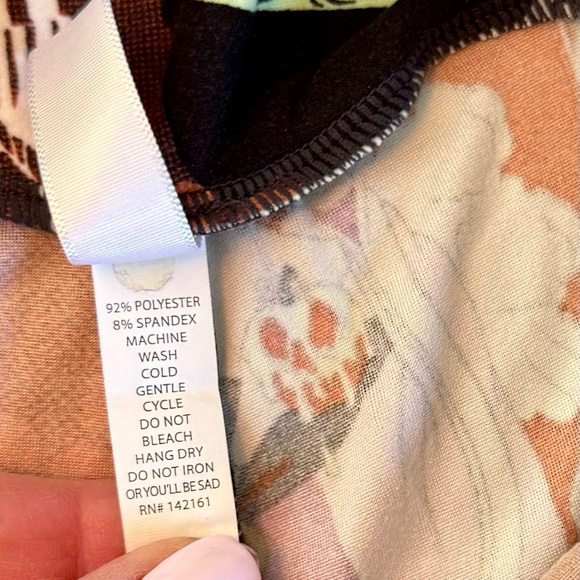 92% POLYESTER
8% SPANDEX
MACHINE
WASH
COLD
GENTLE
CYCLE
DO NOT
BLEACH
HANG DRY
DO NOT IRON
OR YOU'LL BE SAD
RN# 142161